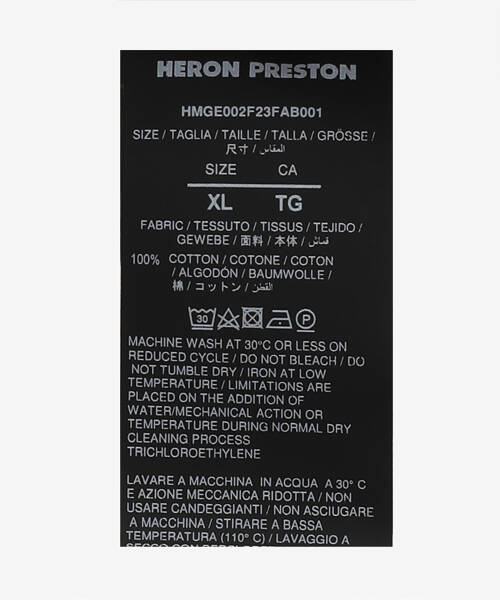 HERON PRESTON
HMGE002F23FAB001
SIZE / TAGLIA / TAILLE / TALLA / GRÖSSE /
尺寸 / المقاس /
SIZE CA
XL TG
FABRIC / TESSUTO / TISSUS / TEJIDO /
GEWEBE / 面料 / 本体 / قماش /
100% COTTON / COTONE / COTON
/ ALGODÓN / BAUMWOLLE /
棉 / コットン / القطن /
30 P
MACHINE WASH AT 30°C OR LESS ON
REDUCED CYCLE / DO NOT BLEACH / DO
NOT TUMBLE DRY / IRON AT LOW
TEMPERATURE / LIMITATIONS ARE
PLACED ON THE ADDITION OF
WATER/MECHANICAL ACTION OR
TEMPERATURE DURING NORMAL DRY
CLEANING PROCESS
TRICHLOROETHYLENE
LAVARE A MACCHINA IN ACQUA A 30° C
E AZIONE MECCANICA RIDOTTA / NON
USARE CANDEGGIANTI / NON ASCIUGARE
A MACCHINA / STIRARE A BASSA
TEMPERATURA (110° C) / LAVAGGIO A
SECCO CON